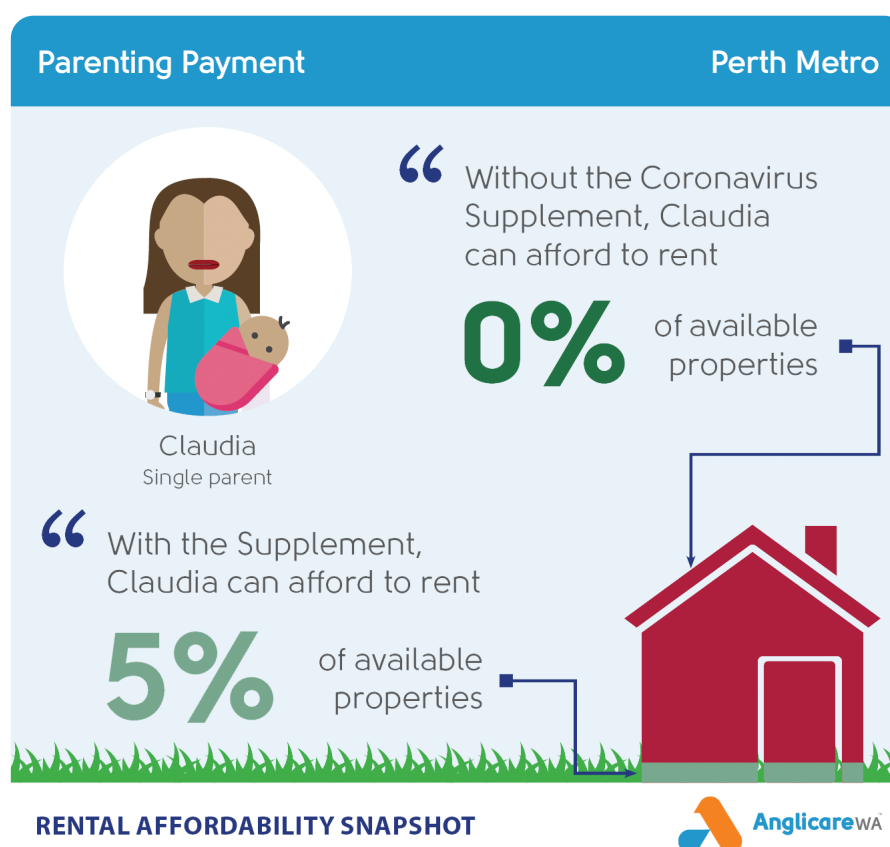 Parenting Payment
Perth Metro
“ Without the Coronavirus
Supplement, Claudia
can afford to rent
0%
of available
properties
Claudia
Single parent
“ With the Supplement,
Claudia can afford to rent
5%
of available
properties
RENTAL AFFORDABILITY SNAPSHOT
AnglicareWA